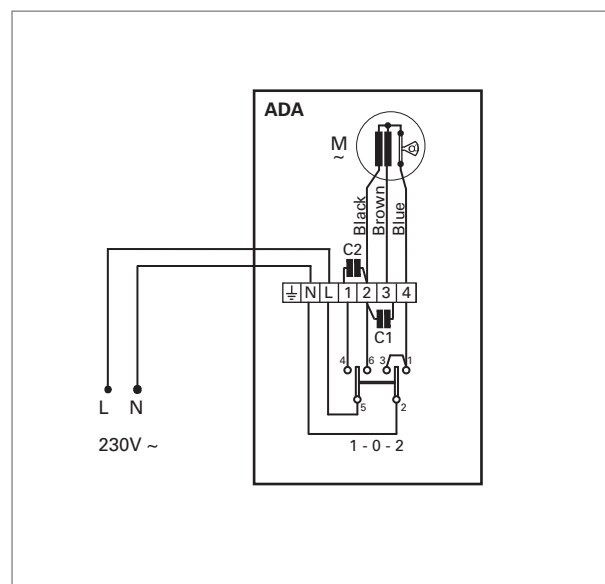 ADA
M
~
Black
Brown
Blue
C2
N L 1 2 3 4
C1
4 6 3 1
5 2
L N
230V ~
1 - 0 - 2